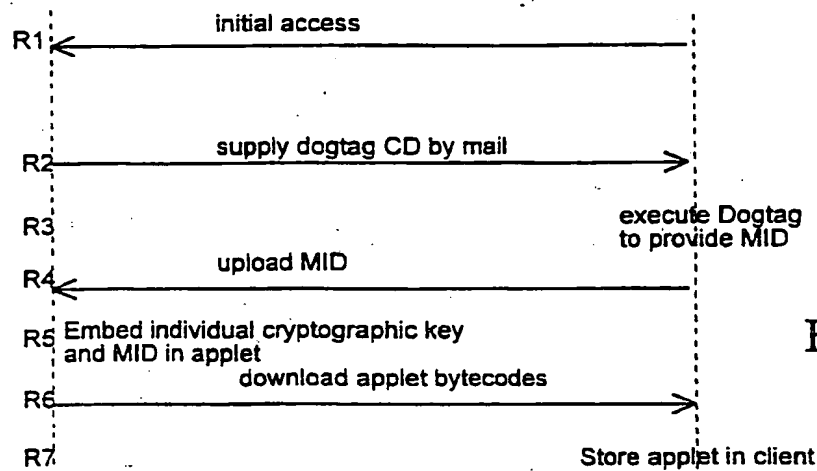 initial access
R1
supply dogtag CD by mail
R2
R3
execute Dogtag
to provide MID
upload MID
R4
R5 Embed individual cryptographic key
and MID in applet
download applet bytecodes
R6
R7
Store applet in client